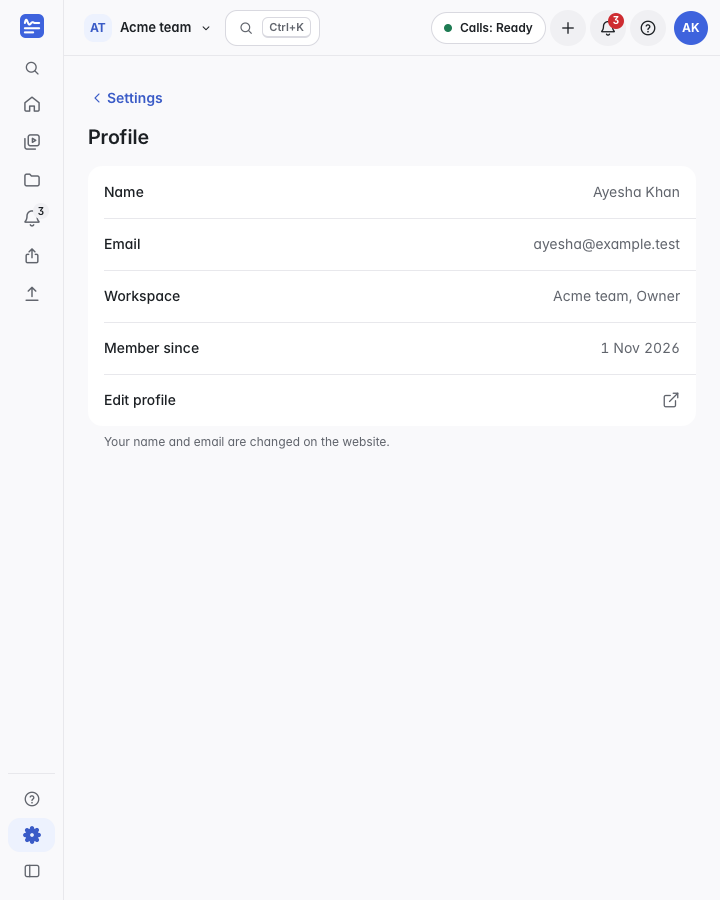 AT Acme team Ctrl+K Calls: Ready 3 AK
3
Settings
Profile
Name Ayesha Khan
Email ayesha@example.test
Workspace Acme team, Owner
Member since 1 Nov 2026
Edit profile
Your name and email are changed on the website.